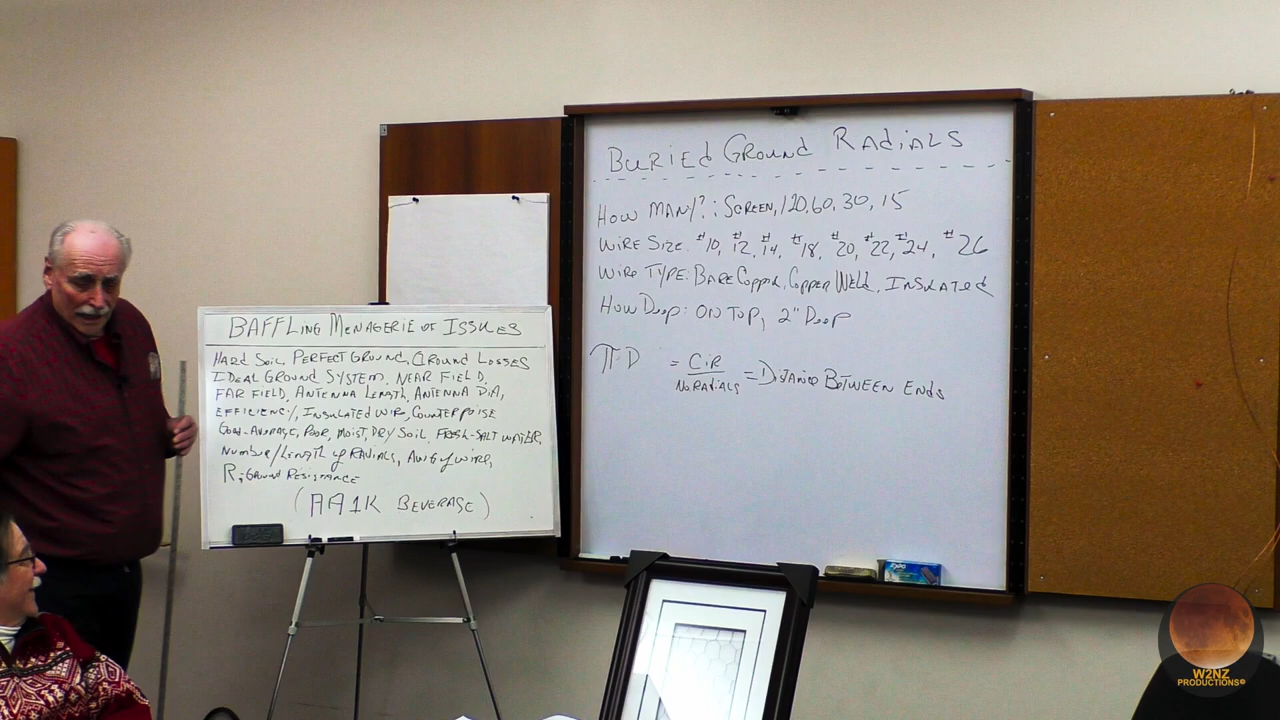 BAFFLING MENAGERIE OF ISSUES
HARD SOIL, PERFECT GROUND, GROUND LOSSES
IDEAL GROUND SYSTEM, NEAR FIELD,
FAR FIELD, ANTENNA LENGTH, ANTENNA DIA,
EFFICIENCY, INSULATED WIRE, COUNTERPOISE
GOOD-AVERAGE, POOR, MOIST, DRY SOIL, FRESH-SALT WATER,
NUMBER/LENGTH of RADIALS, AWG of WIRE,
R; GROUND RESISTANCE
(AA1K BEVERAGE)
BURIED GROUND RADIALS
HOW MANY? : SCREEN, 120, 60, 30, 15
WIRE SIZE: #10, #12, #14, #18, #20, #22, #24, #26
WIRE TYPE: BARE COPPER, COPPER WELD, INSULATED
HOW DEEP: ON TOP, 2" DEEP
π·D = CIR / NO. RADIALS = DISTANCE BETWEEN ENDS
EXPO
W2NZ
PRODUCTIONS©